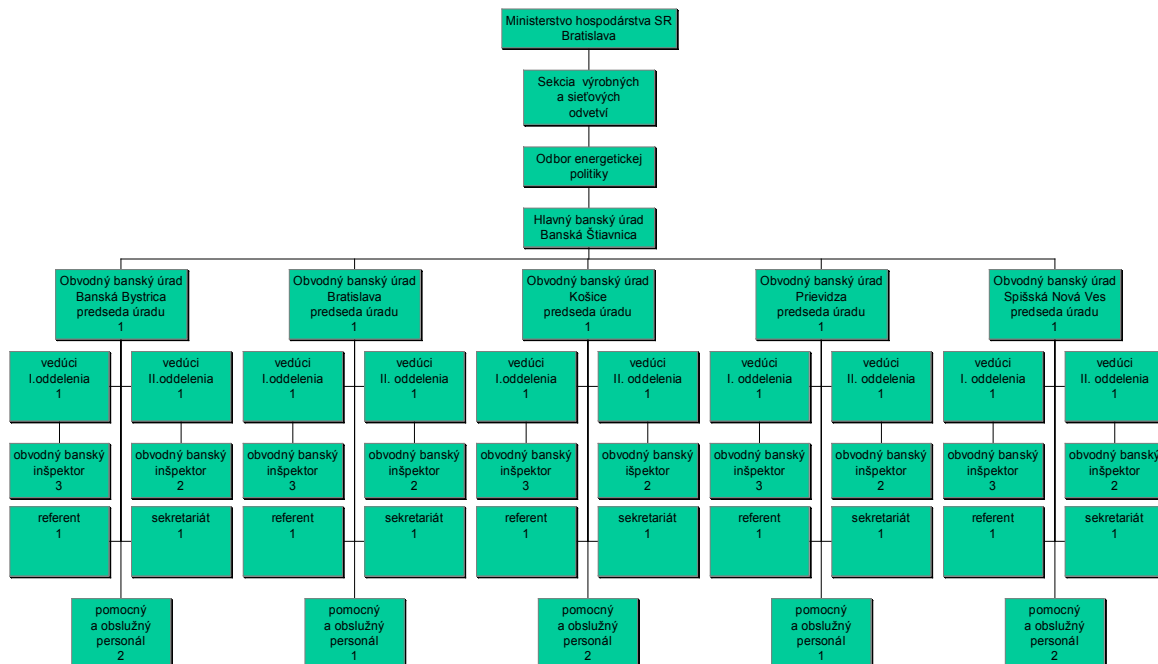 Ministerstvo hospodárstva SR
Bratislava
Sekcia výrobných
a sieťových
odvetví
Odbor energetickej
politiky
Hlavný banský úrad
Banská Štiavnica
Obvodný banský úrad
Banská Bystrica
predseda úradu
1
Obvodný banský úrad
Bratislava
predseda úradu
1
Obvodný banský úrad
Košice
predseda úradu
1
Obvodný banský úrad
Prievidza
predseda úradu
1
Obvodný banský úrad
Spišská Nová Ves
predseda úradu
1
vedúci
I.oddelenia
1
vedúci
II.oddelenia
1
vedúci
I.oddelenia
1
vedúci
II. oddelenia
1
vedúci
I.oddelenia
1
vedúci
II. oddelenia
1
vedúci
I. oddelenia
1
vedúci
II. oddelenia
1
vedúci
I. oddelenia
1
vedúci
II. oddelenia
1
obvodný banský
inšpektor
3
obvodný banský
inšpektor
2
obvodný banský
inšpektor
3
obvodný banský
inšpektor
2
obvodný banský
inšpektor
3
obvodný banský
išpektor
2
obvodný banský
inšpektor
3
obvodný banský
inšpektor
2
obvodný banský
inšpektor
3
obvodný banský
inšpektor
2
referent
1
sekretariát
1
referent
1
sekretariát
1
referent
1
sekretariát
1
referent
1
sekretariát
1
referent
1
sekretariát
1
pomocný
a obslužný
personál
2
pomocný
a obslužný
personál
1
pomocný
a obslužný
personál
2
pomocný
a obslužný
personál
1
pomocný
a obslužný
personál
2